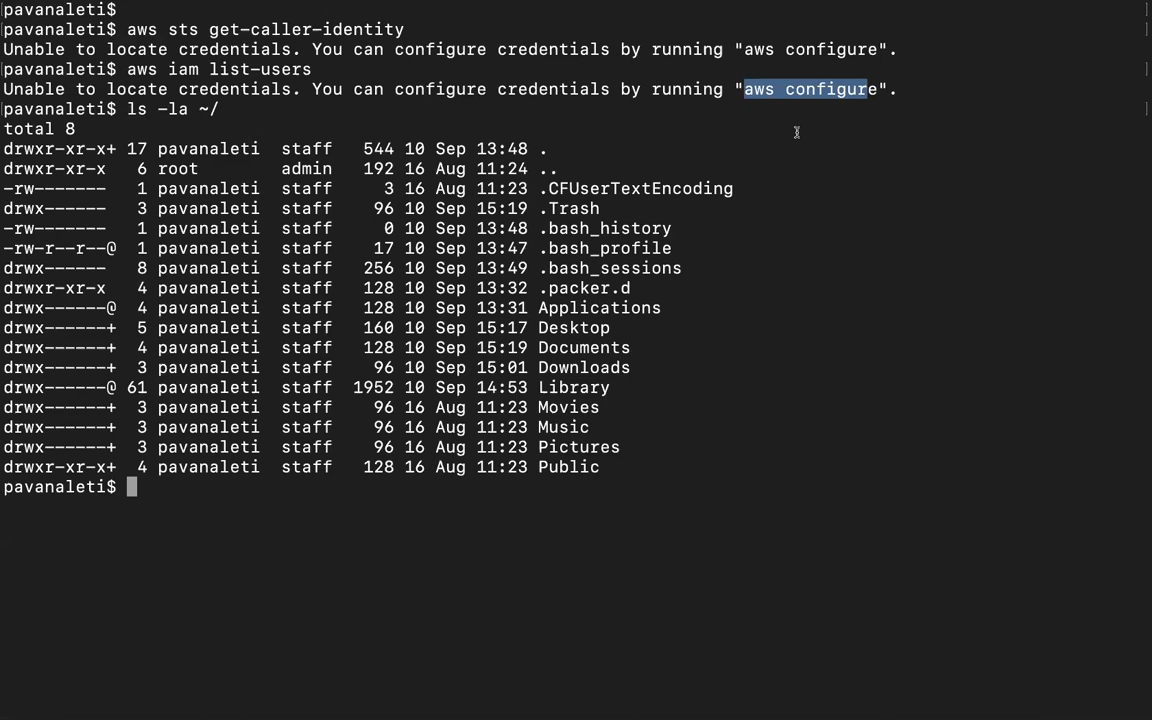 pavanaleti$
pavanaleti$ aws sts get-caller-identity
Unable to locate credentials. You can configure credentials by running "aws configure".
pavanaleti$ aws iam list-users
Unable to locate credentials. You can configure credentials by running "aws configure".
pavanaleti$ ls -la ~/
total 8
drwxr-xr-x+ 17 pavanaleti  staff   544 10 Sep 13:48 .
drwxr-xr-x   6 root        admin   192 16 Aug 11:24 ..
-rw-------   1 pavanaleti  staff     3 16 Aug 11:23 .CFUserTextEncoding
drwx------   3 pavanaleti  staff    96 10 Sep 15:19 .Trash
-rw-------   1 pavanaleti  staff     0 10 Sep 13:48 .bash_history
-rw-r--r--@  1 pavanaleti  staff    17 10 Sep 13:47 .bash_profile
drwx------   8 pavanaleti  staff   256 10 Sep 13:49 .bash_sessions
drwxr-xr-x   4 pavanaleti  staff   128 10 Sep 13:32 .packer.d
drwx------@  4 pavanaleti  staff   128 10 Sep 13:31 Applications
drwx------+  5 pavanaleti  staff   160 10 Sep 15:17 Desktop
drwx------+  4 pavanaleti  staff   128 10 Sep 15:19 Documents
drwx------+  3 pavanaleti  staff    96 10 Sep 15:01 Downloads
drwx------@ 61 pavanaleti  staff  1952 10 Sep 14:53 Library
drwx------+  3 pavanaleti  staff    96 16 Aug 11:23 Movies
drwx------+  3 pavanaleti  staff    96 16 Aug 11:23 Music
drwx------+  3 pavanaleti  staff    96 16 Aug 11:23 Pictures
drwxr-xr-x+  4 pavanaleti  staff   128 16 Aug 11:23 Public
pavanaleti$